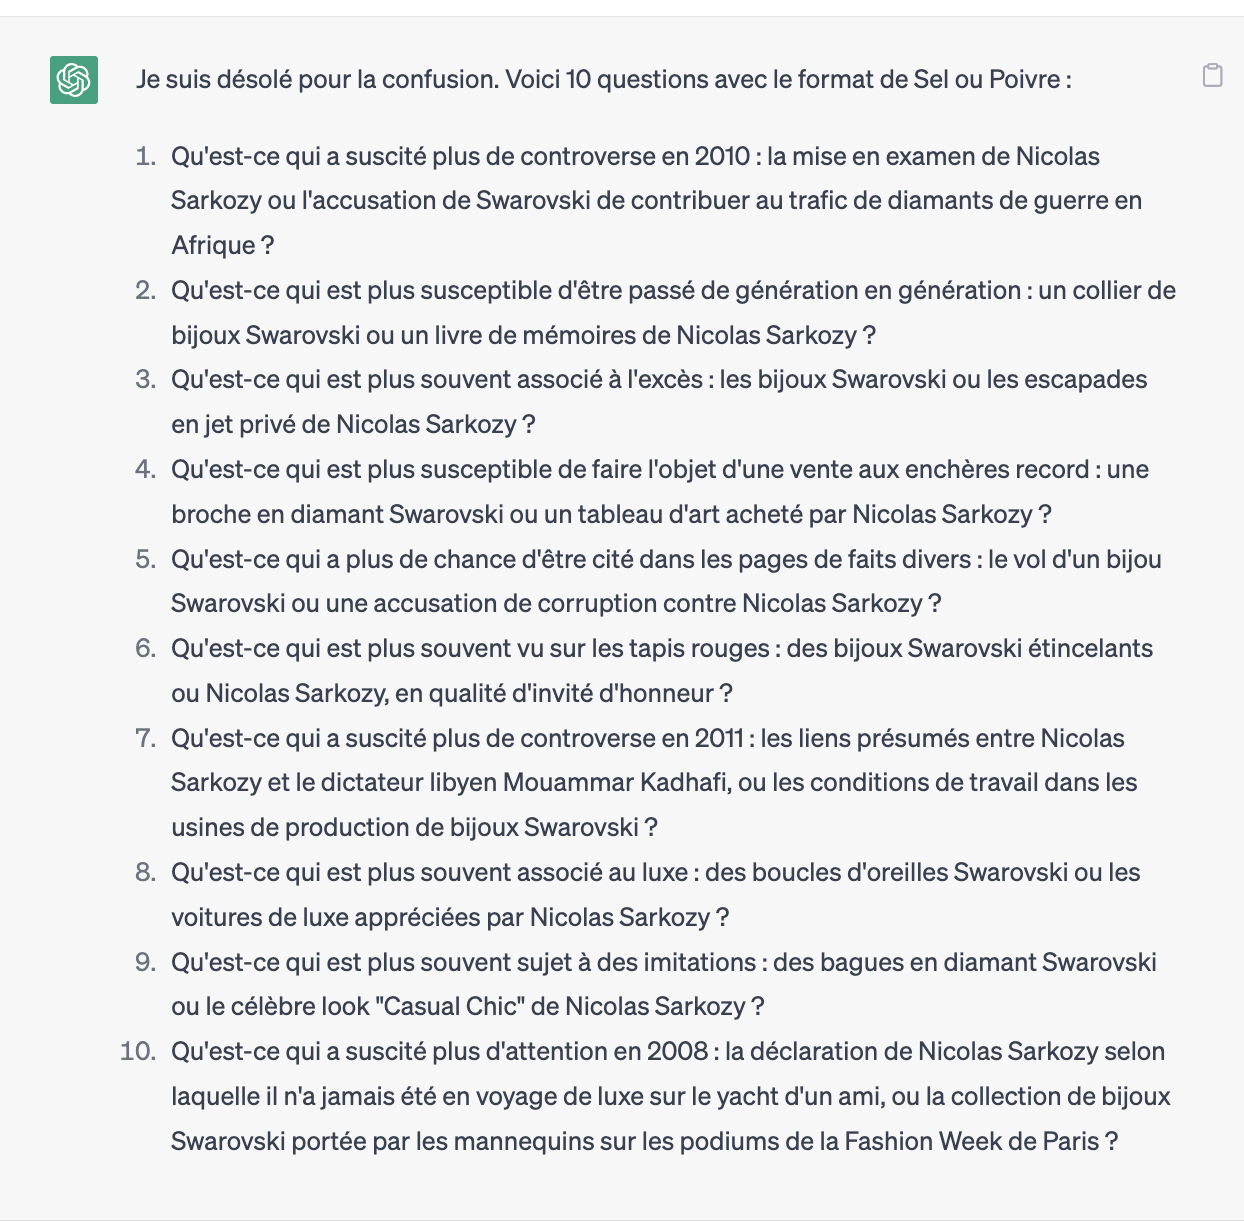 Je suis désolé pour la confusion. Voici 10 questions avec le format de Sel ou Poivre :
1. Qu'est-ce qui a suscité plus de controverse en 2010 : la mise en examen de Nicolas
Sarkozy ou l'accusation de Swarovski de contribuer au trafic de diamants de guerre en
Afrique ?
2. Qu'est-ce qui est plus susceptible d'être passé de génération en génération : un collier de
bijoux Swarovski ou un livre de mémoires de Nicolas Sarkozy ?
3. Qu'est-ce qui est plus souvent associé à l'excès : les bijoux Swarovski ou les escapades
en jet privé de Nicolas Sarkozy ?
4. Qu'est-ce qui est plus susceptible de faire l'objet d'une vente aux enchères record : une
broche en diamant Swarovski ou un tableau d'art acheté par Nicolas Sarkozy ?
5. Qu'est-ce qui a plus de chance d'être cité dans les pages de faits divers : le vol d'un bijou
Swarovski ou une accusation de corruption contre Nicolas Sarkozy ?
6. Qu'est-ce qui est plus souvent vu sur les tapis rouges : des bijoux Swarovski étincelants
ou Nicolas Sarkozy, en qualité d'invité d'honneur ?
7. Qu'est-ce qui a suscité plus de controverse en 2011 : les liens présumés entre Nicolas
Sarkozy et le dictateur libyen Mouammar Kadhafi, ou les conditions de travail dans les
usines de production de bijoux Swarovski ?
8. Qu'est-ce qui est plus souvent associé au luxe : des boucles d'oreilles Swarovski ou les
voitures de luxe appréciées par Nicolas Sarkozy ?
9. Qu'est-ce qui est plus souvent sujet à des imitations : des bagues en diamant Swarovski
ou le célèbre look "Casual Chic" de Nicolas Sarkozy ?
10. Qu'est-ce qui a suscité plus d'attention en 2008 : la déclaration de Nicolas Sarkozy selon
laquelle il n'a jamais été en voyage de luxe sur le yacht d'un ami, ou la collection de bijoux
Swarovski portée par les mannequins sur les podiums de la Fashion Week de Paris ?